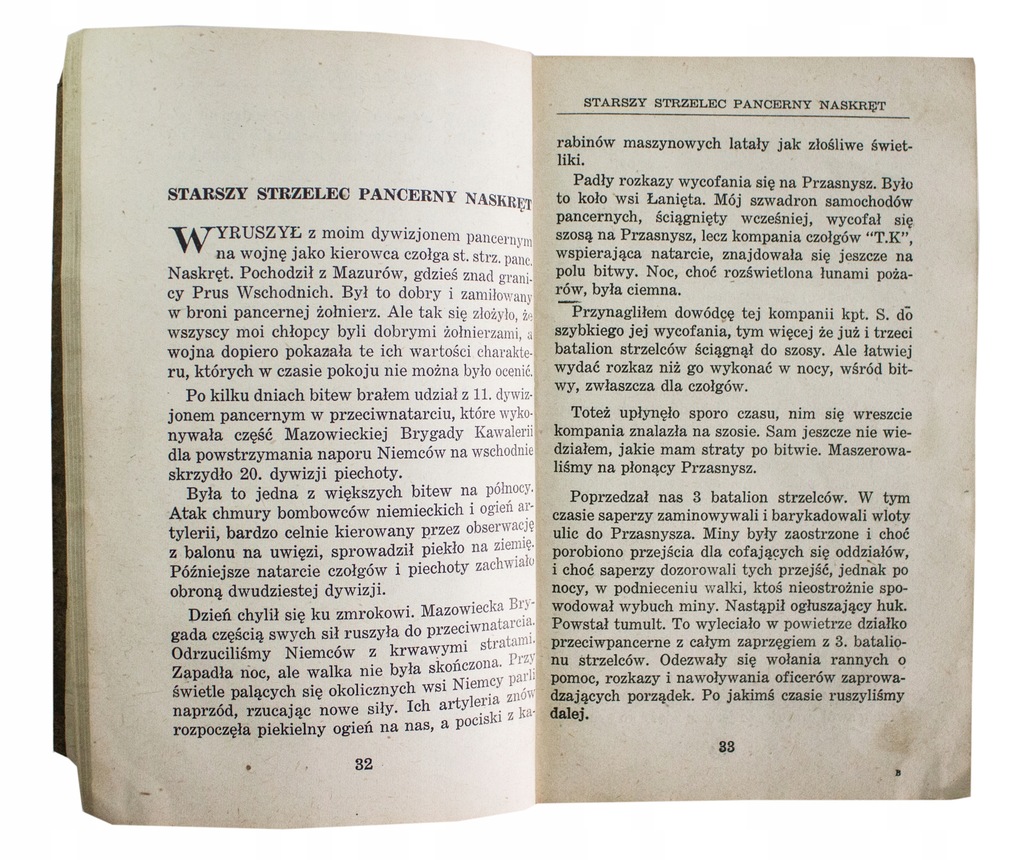 STARSZY STRZELEC PANCERNY NASKRĘT
WYRUSZYŁ z moim dywizjonem pancernym
na wojnę jako kierowca czołga st. strz. panc.
Naskręt. Pochodził z Mazurów, gdzieś znad grani-
cy Prus Wschodnich. Był to dobry i zamiłowany
w broni pancernej żołnierz. Ale tak się złożyło, że
wszyscy moi chłopcy byli dobrymi żołnierzami, a
wojna dopiero pokazała te ich wartości charakte-
ru, których w czasie pokoju nie można było ocenić.
Po kilku dniach bitew brałem udział z 11. dywiz-
jonem pancernym w przeciwnatarciu, które wyko-
nywała część Mazowieckiej Brygady Kawalerii
dla powstrzymania naporu Niemców na wschodnie
skrzydło 20. dywizji piechoty.
Była to jedna z większych bitew na północy.
Atak chmury bombowców niemieckich i ogień ar-
tylerii, bardzo celnie kierowany przez obserwację
z balonu na uwięzi, sprowadził piekło na ziemię.
Późniejsze natarcie czołgów i piechoty zachwiało
obroną dwudziestej dywizji.
Dzień chylił się ku zmrokowi. Mazowiecka Bry-
gada częścią swych sił ruszyła do przeciwnatarcia.
Odrzuciliśmy Niemców z krwawymi stratami.
Zapadła noc, ale walka nie była skończona. Przy
świetle palących się okolicznych wsi Niemcy parli
naprzód, rzucając nowe siły. Ich artyleria znów
rozpoczęła piekielny ogień na nas, a pociski z ka-
32
STARSZY STRZELEC PANCERNY NASKRĘT
rabinów maszynowych latały jak złośliwe świet-
liki.
Padły rozkazy wycofania się na Przasnysz. Było
to koło wsi Łanięta. Mój szwadron samochodów
pancernych, ściągnięty wcześniej, wycofał się
szosą na Przasnysz, lecz kompania czołgów “T.K”,
wspierająca natarcie, znajdowała się jeszcze na
polu bitwy. Noc, choć rozświetlona łunami poża-
rów, była ciemna.
Przynagliłem dowódcę tej kompanii kpt. S. do
szybkiego jej wycofania, tym więcej że już i trzeci
batalion strzelców ściągnął do szosy. Ale łatwiej
wydać rozkaz niż go wykonać w nocy, wśród bit-
wy, zwłaszcza dla czołgów.
Toteż upłynęło sporo czasu, nim się wreszcie
kompania znalazła na szosie. Sam jeszcze nie wie-
działem, jakie mam straty po bitwie. Maszerowa-
liśmy na płonący Przasnysz.
Poprzedzał nas 3 batalion strzelców. W tym
czasie saperzy zaminowywali i barykadowali wloty
ulic do Przasnysza. Miny były zaostrzone i choć
porobiono przejścia dla cofających się oddziałów,
i choć saperzy dozorowali tych przejść, jednak po
nocy, w podnieceniu walki, ktoś nieostrożnie spo-
wodował wybuch miny. Nastąpił ogłuszający huk.
Powstał tumult. To wyleciało w powietrze działko
przeciwpancerne z całym zaprzęgiem z 3. batalio-
nu strzelców. Odezwały się wołania rannych o
pomoc, rozkazy i nawoływania oficerów zaprowa-
dzających porządek. Po jakimś czasie ruszyliśmy
dalej.
33
B